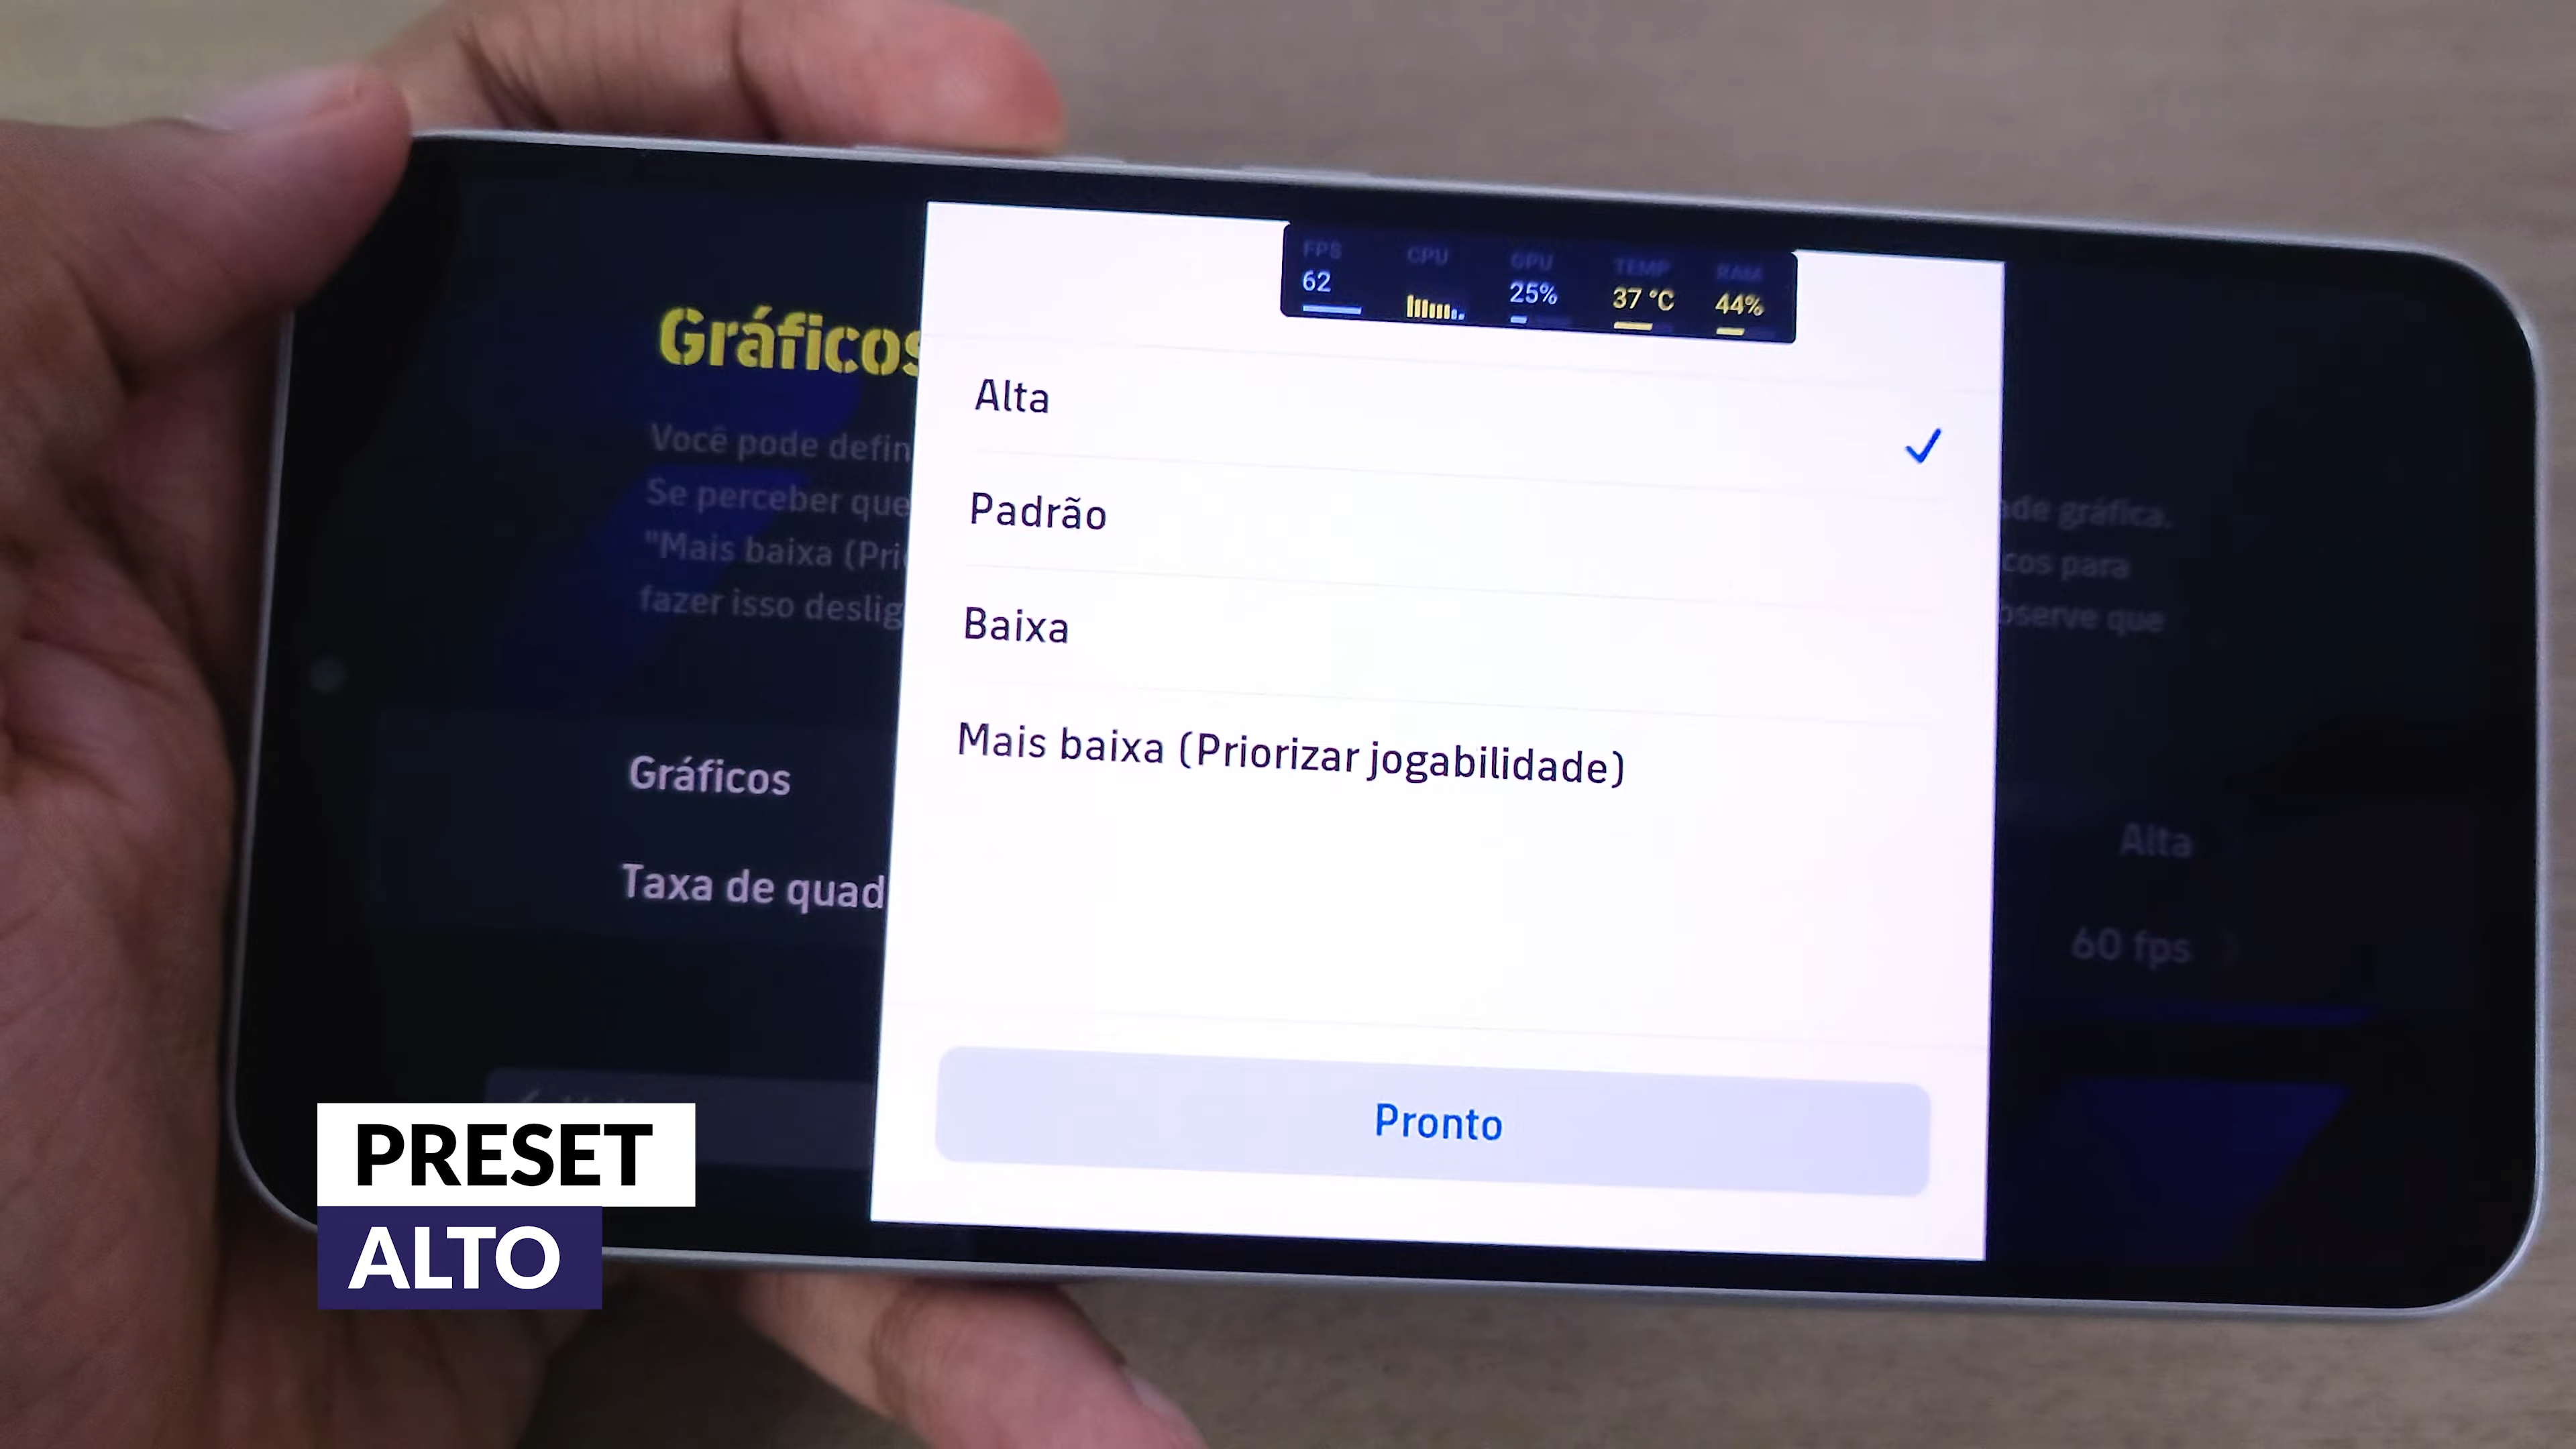 FPS CPU GPU TEMP RAM
62 25% 37 °C 44%
Gráficos
Você pode defin
Se perceber que
"Mais baixa (Pri
fazer isso deslig
ade gráfica.
cos para
bserve que
Alta
Padrão
Baixa
Mais baixa (Priorizar jogabilidade)
Gráficos
Alta
Taxa de quad
60 fps
Pronto
PRESET
ALTO